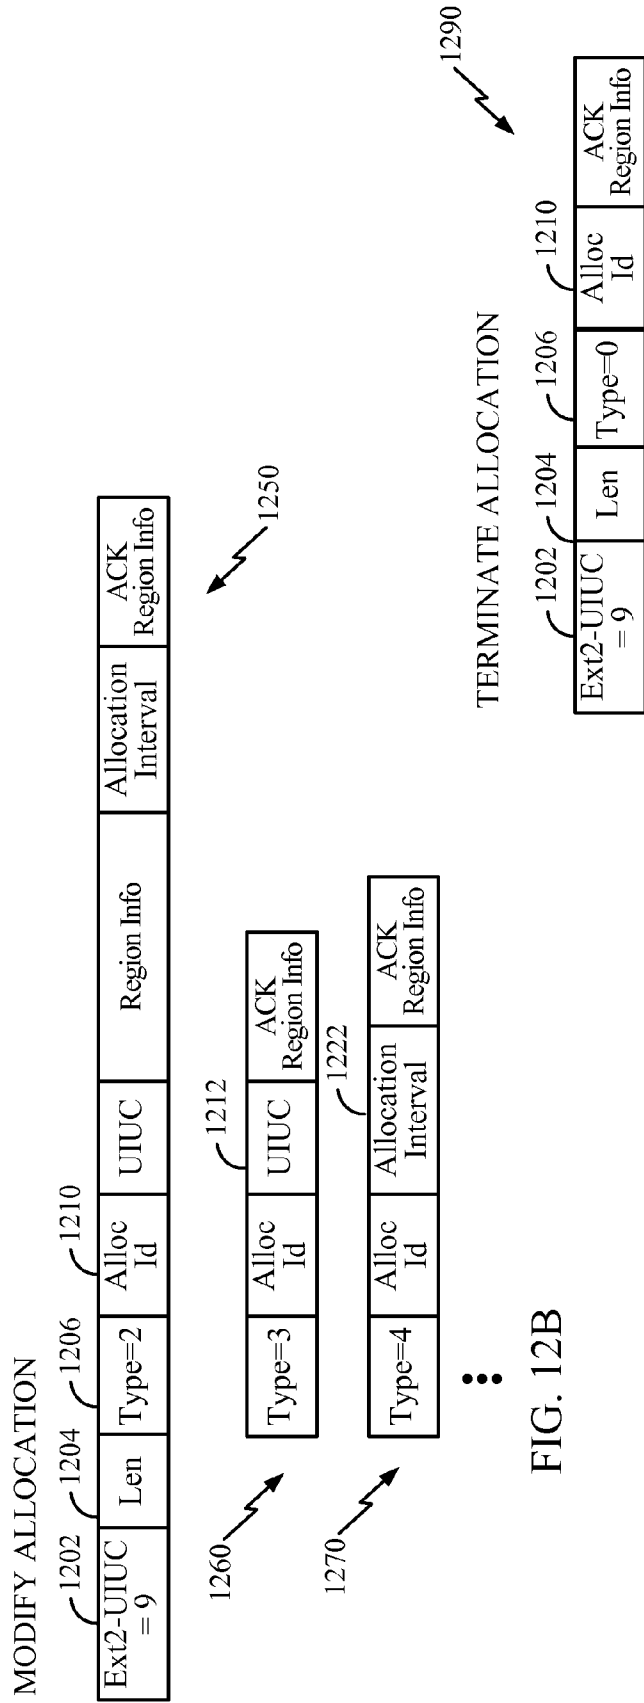 MODIFY ALLOCATION
1202
1204
1206
1210
Ext2-UIUC
= 9
Len
Type=2
Alloc
Id
UIUC
Region Info
Allocation
Interval
ACK
Region Info
1250
1260
1212
Type=3
Alloc
Id
UIUC
ACK
Region Info
1270
1222
Type=4
Alloc
Id
Allocation
Interval
ACK
Region Info
TERMINATE ALLOCATION
1202
1204
1206
1210
1290
Ext2-UIUC
= 9
Len
Type=0
Alloc
Id
ACK
Region Info
FIG. 12B